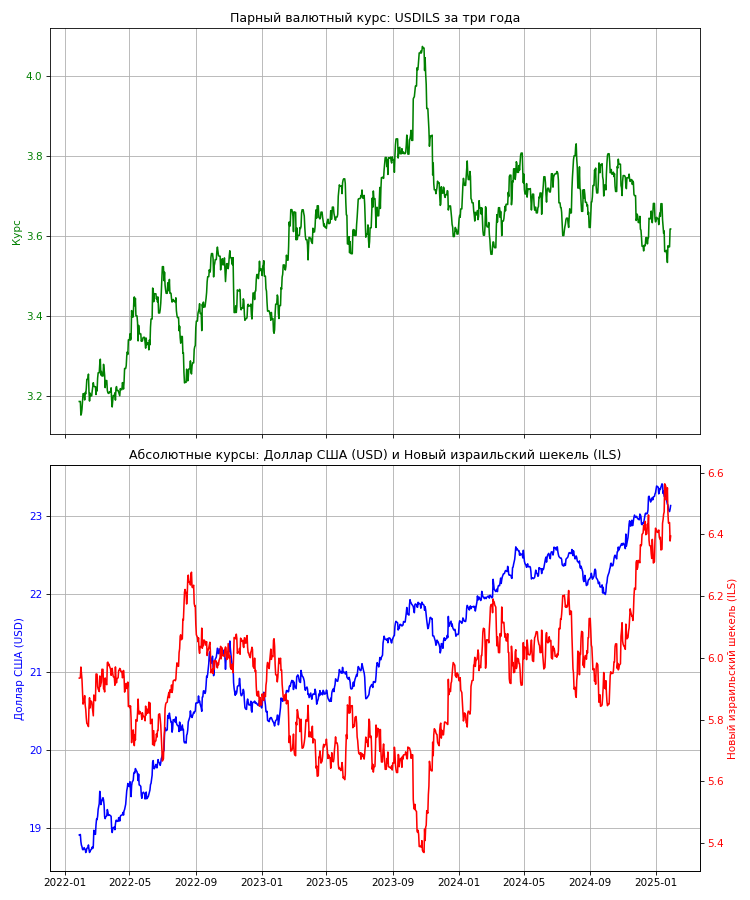 Парный валютный курс: USDILS за три года
4.0
3.8
3.6
3.4
3.2
Курс
Абсолютные курсы: Доллар США (USD) и Новый израильский шекель (ILS)
23
22
21
20
19
Доллар США (USD)
6.6
6.4
6.2
6.0
5.8
5.6
5.4
Новый израильский шекель (ILS)
2022-01 2022-05 2022-09 2023-01 2023-05 2023-09 2024-01 2024-05 2024-09 2025-01